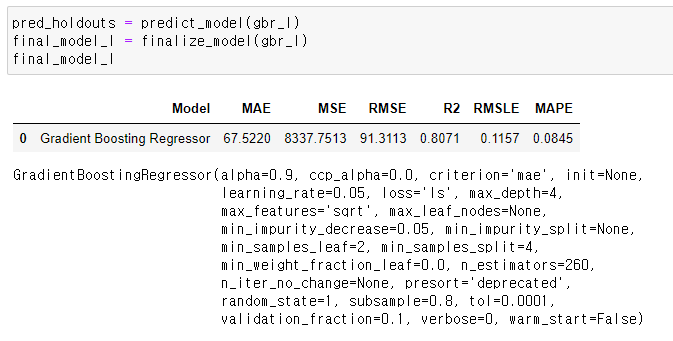 pred_holdouts = predict_model(gbr_l)
final_model_l = finalize_model(gbr_l)
final_model_l
Model MAE MSE RMSE R2 RMSLE MAPE
0 Gradient Boosting Regressor 67.5220 8337.7513 91.3113 0.8071 0.1157 0.0845
GradientBoostingRegressor(alpha=0.9, ccp_alpha=0.0, criterion='mae', init=None,
learning_rate=0.05, loss='ls', max_depth=4,
max_features='sqrt', max_leaf_nodes=None,
min_impurity_decrease=0.05, min_impurity_split=None,
min_samples_leaf=2, min_samples_split=4,
min_weight_fraction_leaf=0.0, n_estimators=260,
n_iter_no_change=None, presort='deprecated',
random_state=1, subsample=0.8, tol=0.0001,
validation_fraction=0.1, verbose=0, warm_start=False)